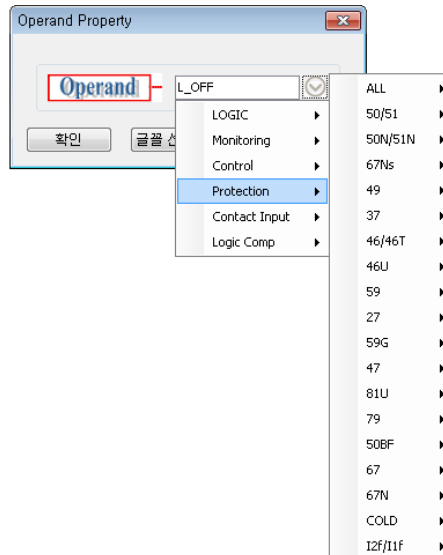 Operand Property
Operand
L_OFF
확인
글꼴
LOGIC
Monitoring
Control
Protection
Contact Input
Logic Comp
ALL
50/51
50N/51N
67Ns
49
37
46/46T
46U
59
27
59G
47
81U
79
50BF
67
67N
COLD
I2f/I1f